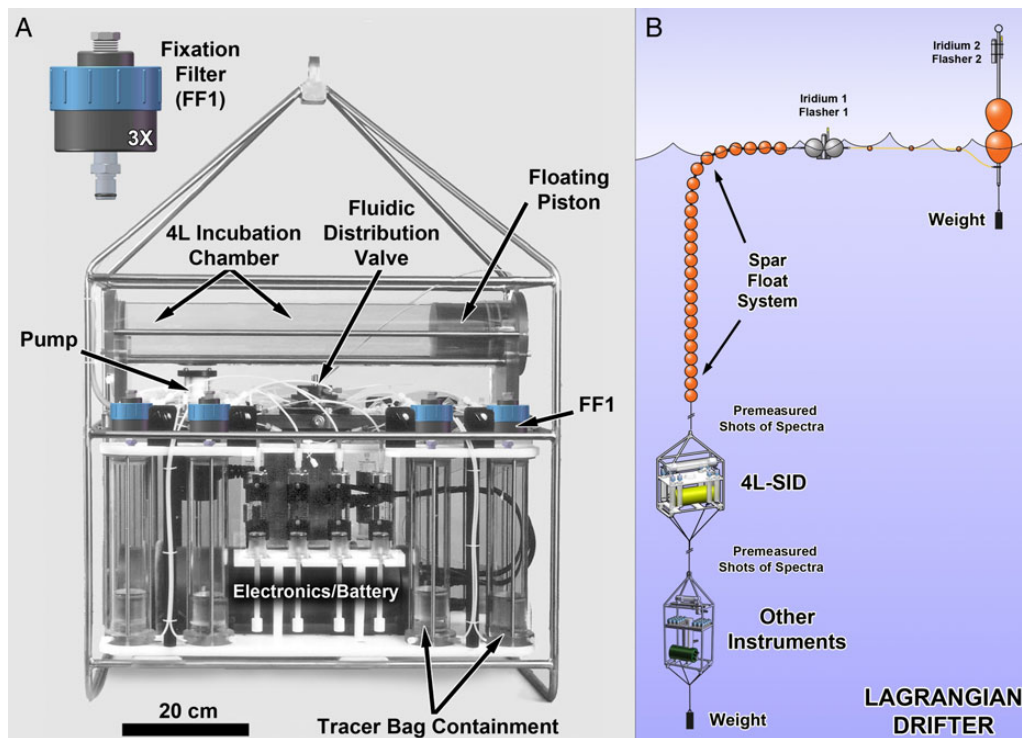 A
Fixation
Filter
(FF1)
3X
4L Incubation
Chamber
Fluidic
Distribution
Valve
Floating
Piston
Pump
FF1
Electronics/Battery
20 cm
Tracer Bag Containment
B
Iridium 2
Flasher 2
Iridium 1
Flasher 1
Weight
Spar
Float
System
Premeasured
Shots of Spectra
4L-SID
Premeasured
Shots of Spectra
Other
Instruments
Weight
LAGRANGIAN
DRIFTER